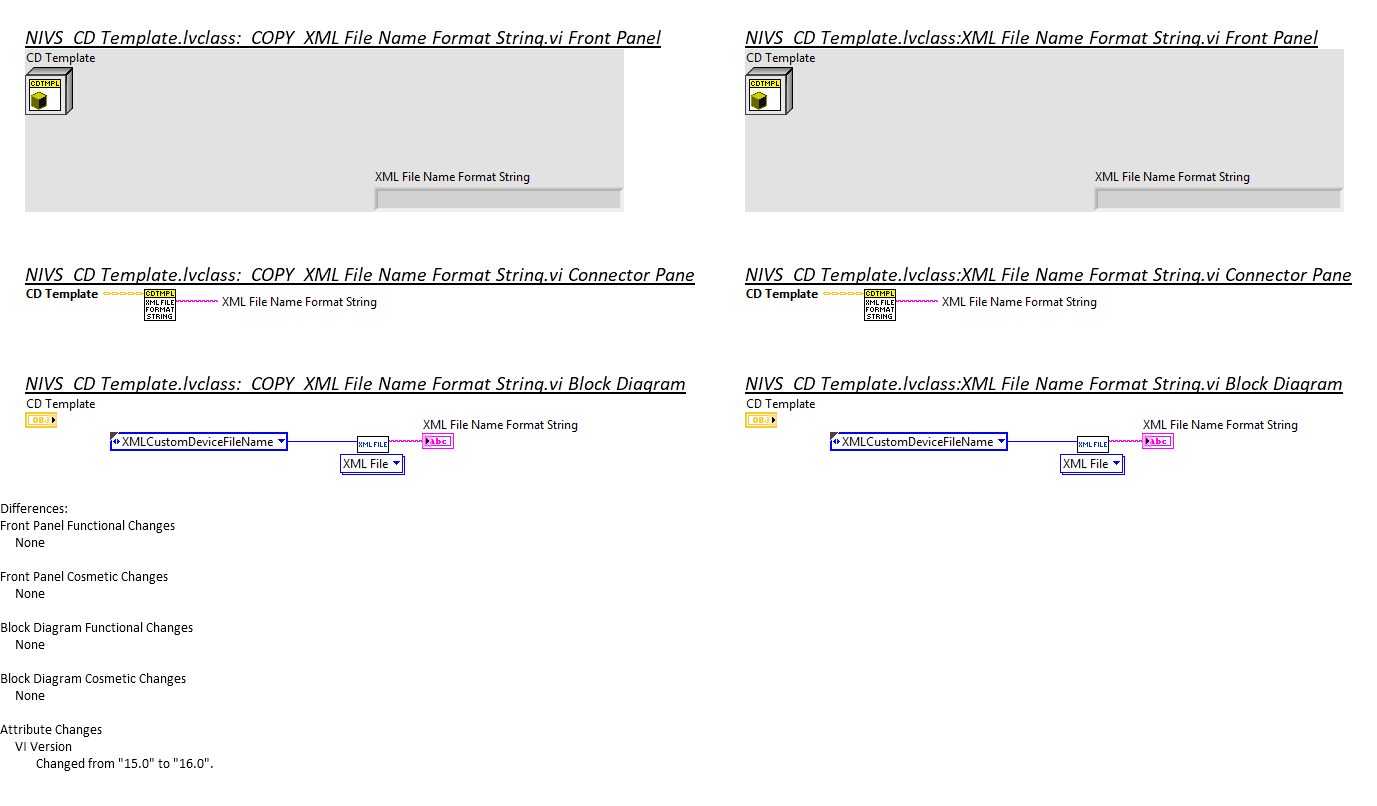 NIVS  CD Template.lvclass:  COPY  XML File Name Format String.vi Front Panel
CD Template
CDTMPL
XML File Name Format String
NIVS  CD Template.lvclass:XML File Name Format String.vi Front Panel
CD Template
CDTMPL
XML File Name Format String
NIVS  CD Template.lvclass:  COPY  XML File Name Format String.vi Connector Pane
CD Template
CDTMPL
XML FILE
FORMAT
STRING
XML File Name Format String
NIVS  CD Template.lvclass:XML File Name Format String.vi Connector Pane
CD Template
CDTMPL
XML FILE
FORMAT
STRING
XML File Name Format String
NIVS  CD Template.lvclass:  COPY  XML File Name Format String.vi Block Diagram
CD Template
OBJ
XML File Name Format String
XMLCustomDeviceFileName
XML FILE
abc
XML File
NIVS  CD Template.lvclass:XML File Name Format String.vi Block Diagram
CD Template
OBJ
XML File Name Format String
XMLCustomDeviceFileName
XML FILE
abc
XML File
Differences:
Front Panel Functional Changes
None
Front Panel Cosmetic Changes
None
Block Diagram Functional Changes
None
Block Diagram Cosmetic Changes
None
Attribute Changes
VI Version
Changed from "15.0" to "16.0".